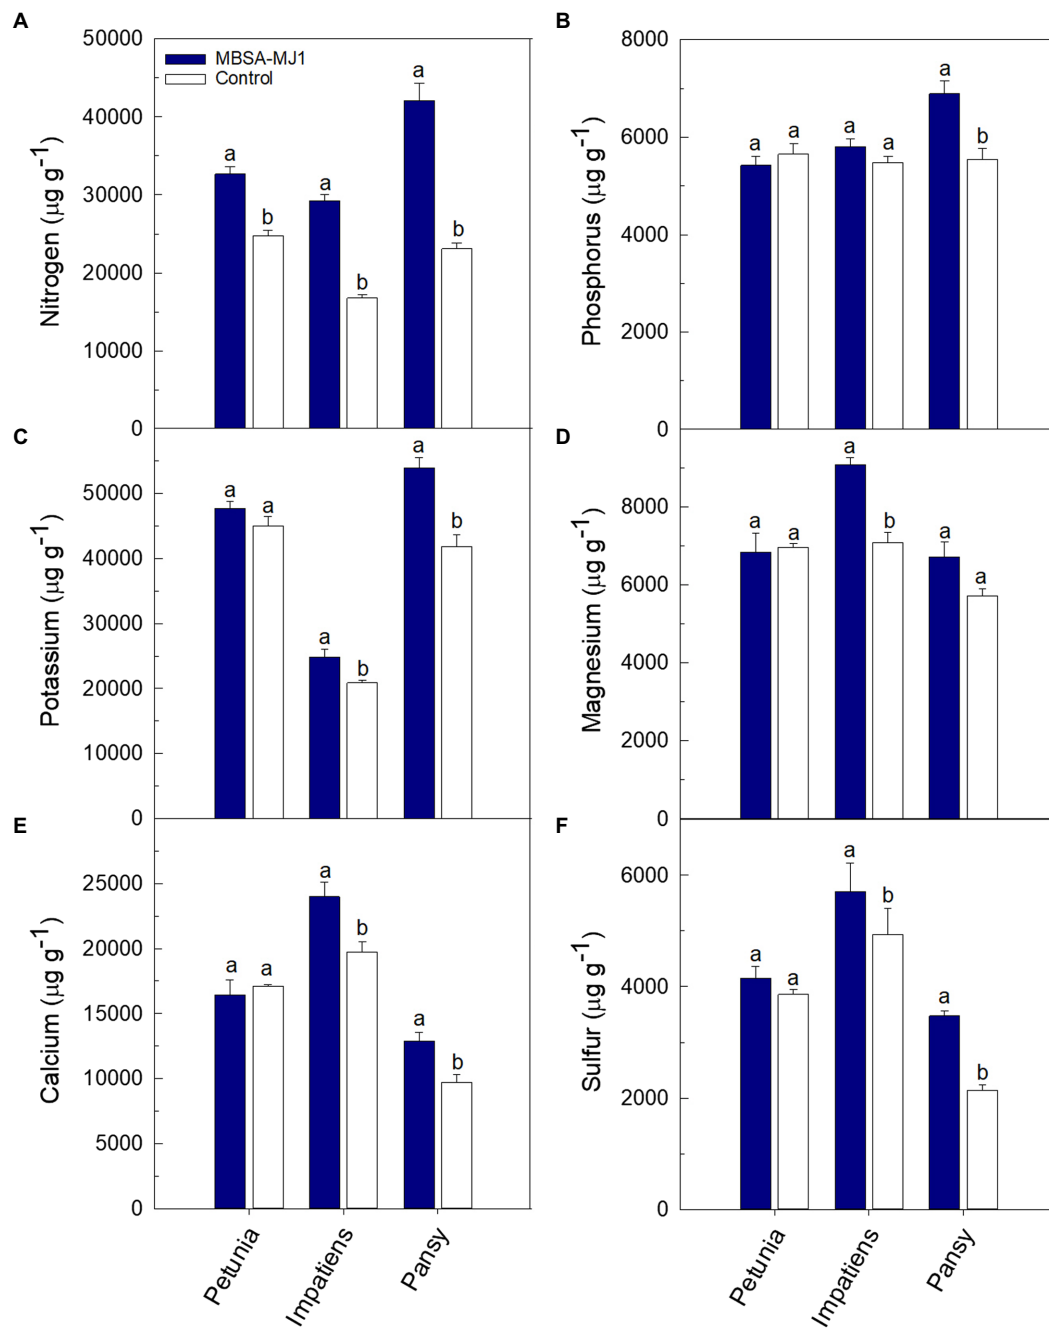 A
50000
40000
30000
20000
10000
0
Nitrogen (μg g⁻¹)
MBSA-MJ1
Control
a
b
a
b
a
b
B
8000
6000
4000
2000
0
Phosphorus (μg g⁻¹)
a
a
a
a
a
b
C
50000
40000
30000
20000
10000
0
Potassium (μg g⁻¹)
a
a
a
b
a
b
D
8000
6000
4000
2000
0
Magnesium (μg g⁻¹)
a
a
a
b
a
a
E
25000
20000
15000
10000
5000
0
Calcium (μg g⁻¹)
a
a
a
b
a
b
Petunia
Impatiens
Pansy
F
6000
4000
2000
0
Sulfur (μg g⁻¹)
a
a
a
b
a
b
Petunia
Impatiens
Pansy